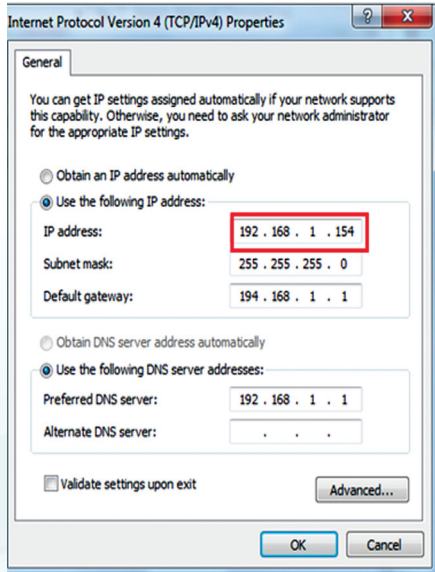 Internet Protocol Version 4 (TCP/IPv4) Properties
General
You can get IP settings assigned automatically if your network supports
this capability. Otherwise, you need to ask your network administrator
for the appropriate IP settings.
Obtain an IP address automatically
Use the following IP address:
IP address: 192 . 168 . 1 . 154
Subnet mask: 255 . 255 . 255 . 0
Default gateway: 194 . 168 . 1 . 1
Obtain DNS server address automatically
Use the following DNS server addresses:
Preferred DNS server: 192 . 168 . 1 . 1
Alternate DNS server: . . .
Validate settings upon exit
Advanced...
OK Cancel